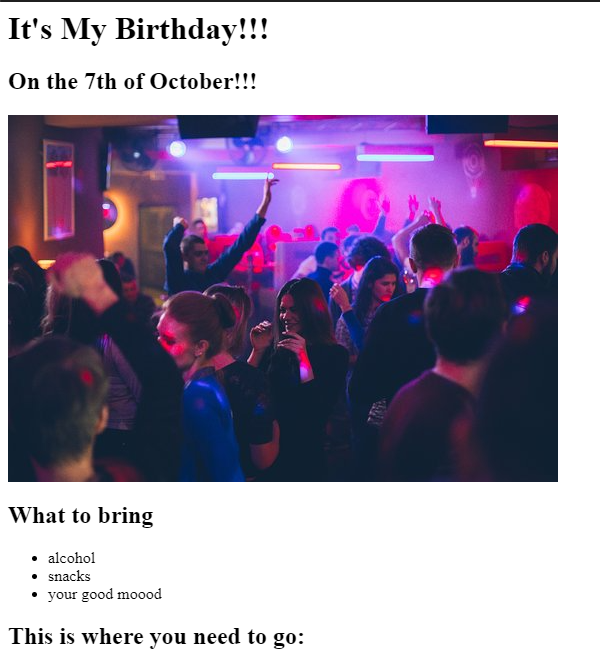 It's My Birthday!!!
On the 7th of October!!!
What to bring
alcohol
snacks
your good moood
This is where you need to go: